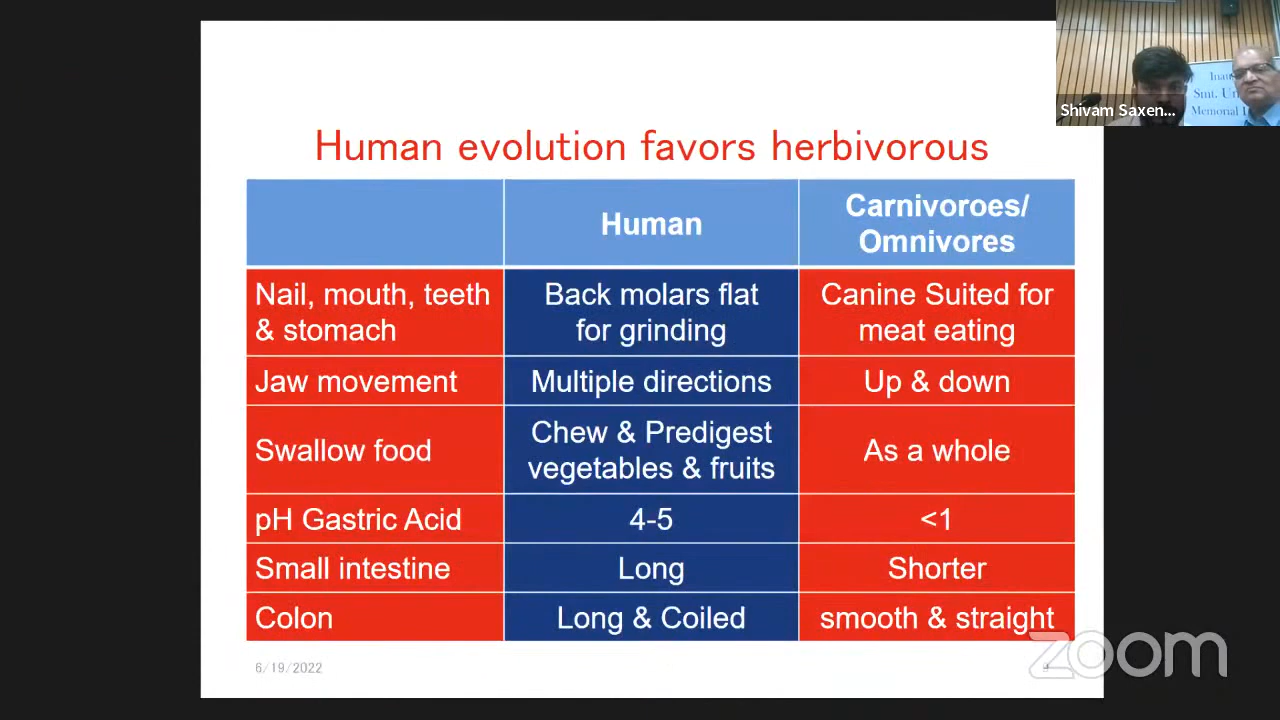 Shivam Saxen...
Smt. U
Memorial
Human evolution favors herbivorous
Human
Carnivoroes/
Omnivores
Nail, mouth, teeth
& stomach
Back molars flat
for grinding
Canine Suited for
meat eating
Jaw movement
Multiple directions
Up & down
Swallow food
Chew & Predigest
vegetables & fruits
As a whole
pH Gastric Acid
4-5
<1
Small intestine
Long
Shorter
Colon
Long & Coiled
smooth & straight
6/19/2022
zoom